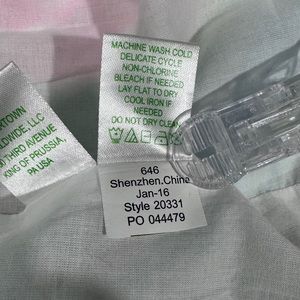 NTOWN
LDWIDE, LLC
THIRD AVENUE
KING OF PRUSSIA,
PA USA
MACHINE WASH COLD
DELICATE CYCLE
NON-CHLORINE
BLEACH IF NEEDED
LAY FLAT TO DRY
COOL IRON IF
NEEDED
DO NOT DRY CLEAN
646
Shenzhen.China
Jan-16
Style 20331
PO 044479